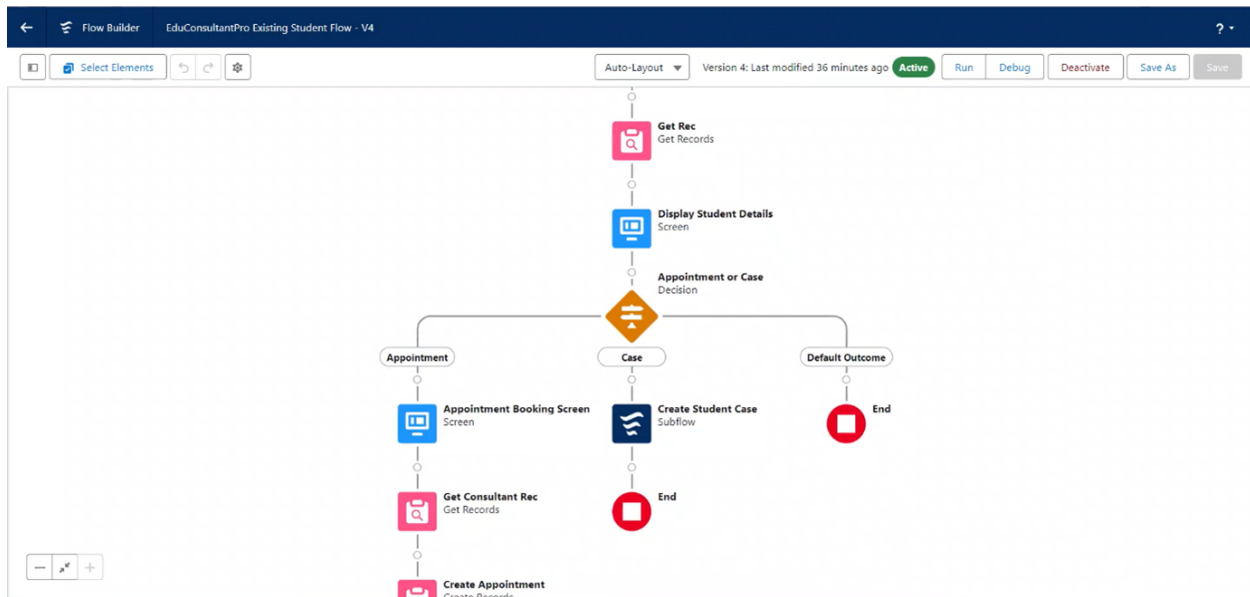 Flow Builder
EduConsultantPro Existing Student Flow - V4
?
Select Elements
Auto-Layout
Version 4: Last modified 36 minutes ago
Active
Run
Debug
Deactivate
Save As
Save
Get Rec
Get Records
Display Student Details
Screen
Appointment or Case
Decision
Appointment
Case
Default Outcome
Appointment Booking Screen
Screen
Create Student Case
Subflow
End
Get Consultant Rec
Get Records
End
Create Appointment
Create Records